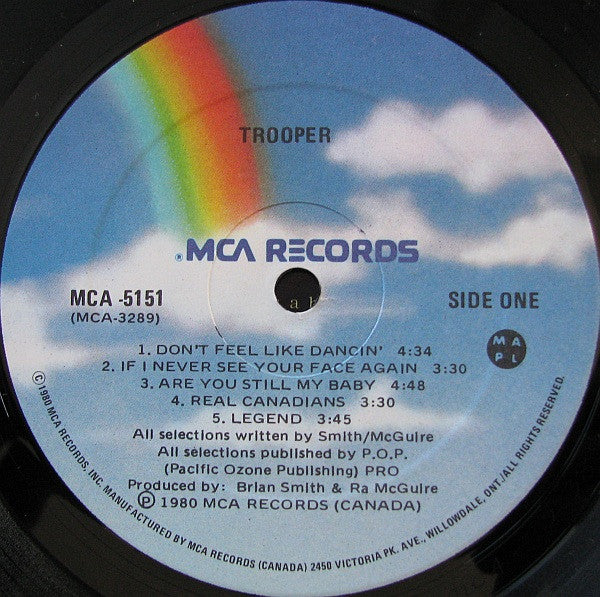 TROOPER
®MCA RECORDS
MCA -5151
(MCA-3289)
SIDE ONE
M A
P L
1. DON'T FEEL LIKE DANCIN' 4:34
2. IF I NEVER SEE YOUR FACE AGAIN 3:30
3. ARE YOU STILL MY BABY 4:48
4. REAL CANADIANS 3:30
5. LEGEND 3:45
All selections written by Smith/McGuire
All selections published by P.O.P.
(Pacific Ozone Publishing) PRO
Produced by: Brian Smith & Ra McGuire
℗ 1980 MCA RECORDS (CANADA)
© 1980 MCA RECORDS, INC. MANUFACTURED BY MCA RECORDS (CANADA) 2450 VICTORIA PK. AVE., WILLOWDALE, ONT./ALL RIGHTS RESERVED.